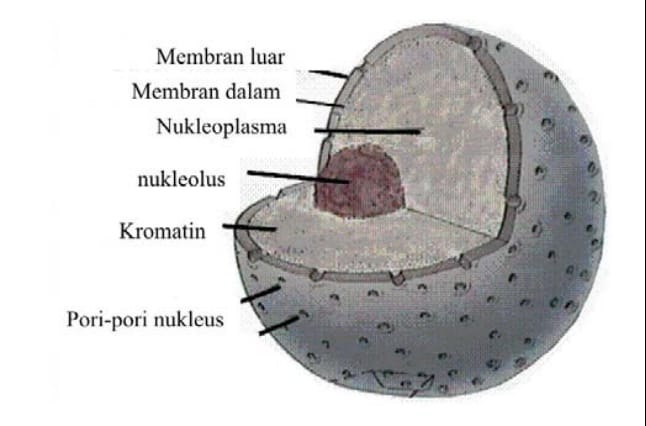 Membran luar
Membran dalam
Nukleoplasma
nukleolus
Kromatin
Pori-pori nukleus